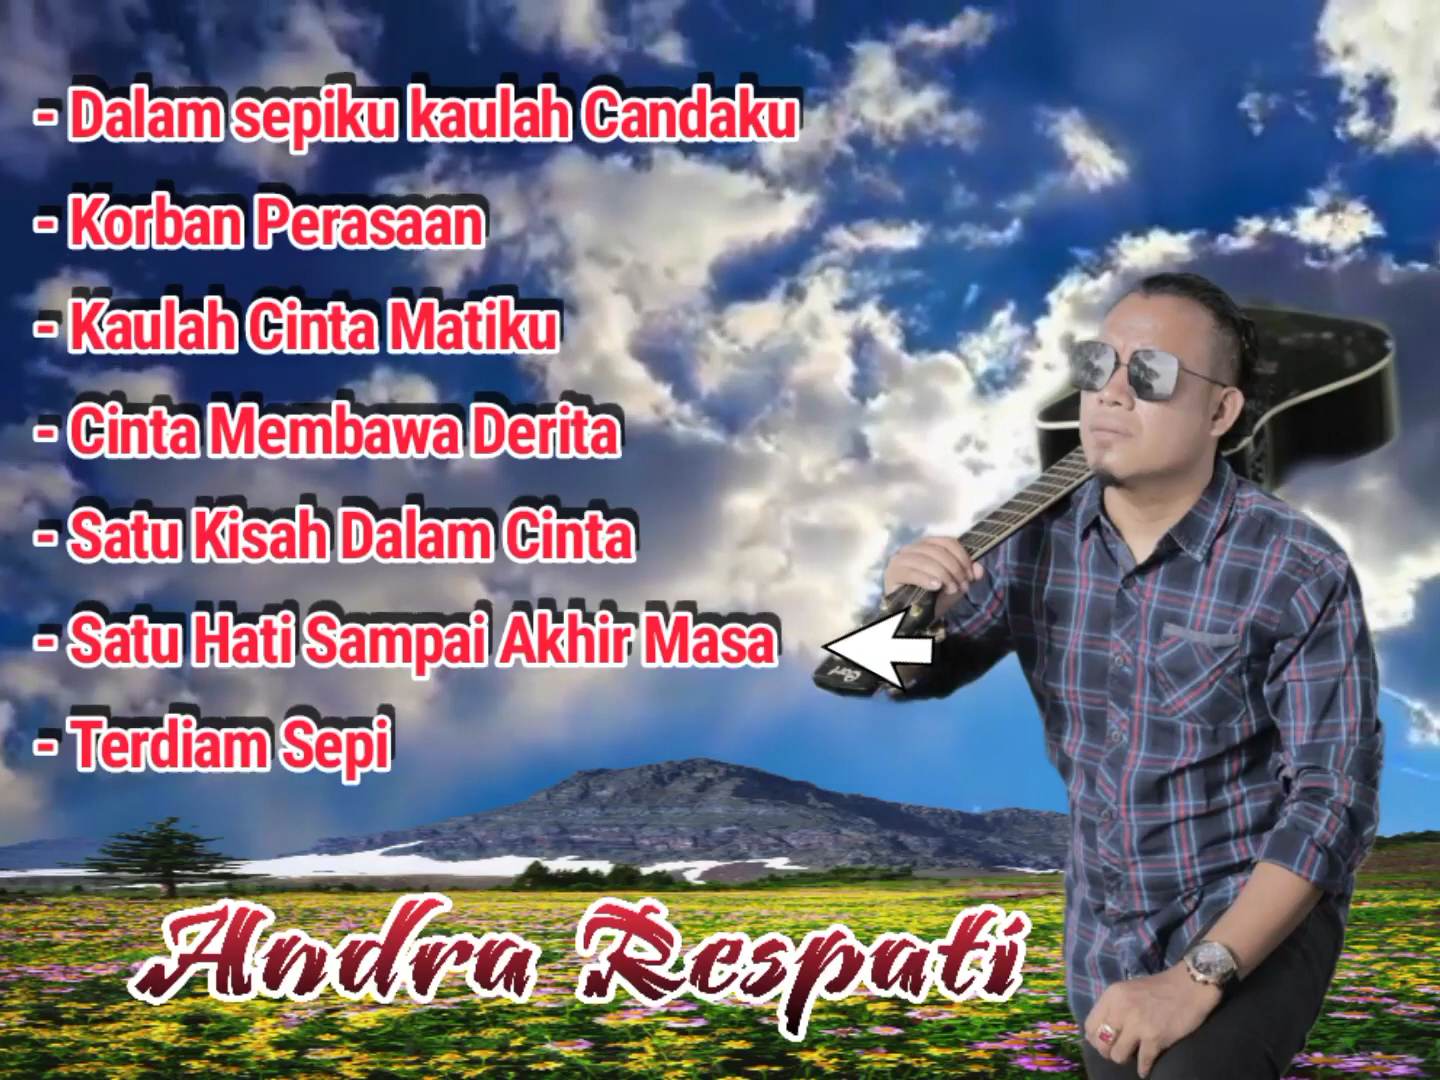 - Dalam sepiku kaulah Candaku
- Korban Perasaan
- Kaulah Cinta Matiku
- Cinta Membawa Derita
- Satu Kisah Dalam Cinta
- Satu Hati Sampai Akhir Masa
- Terdiam Sepi
Cort
Andra Respati